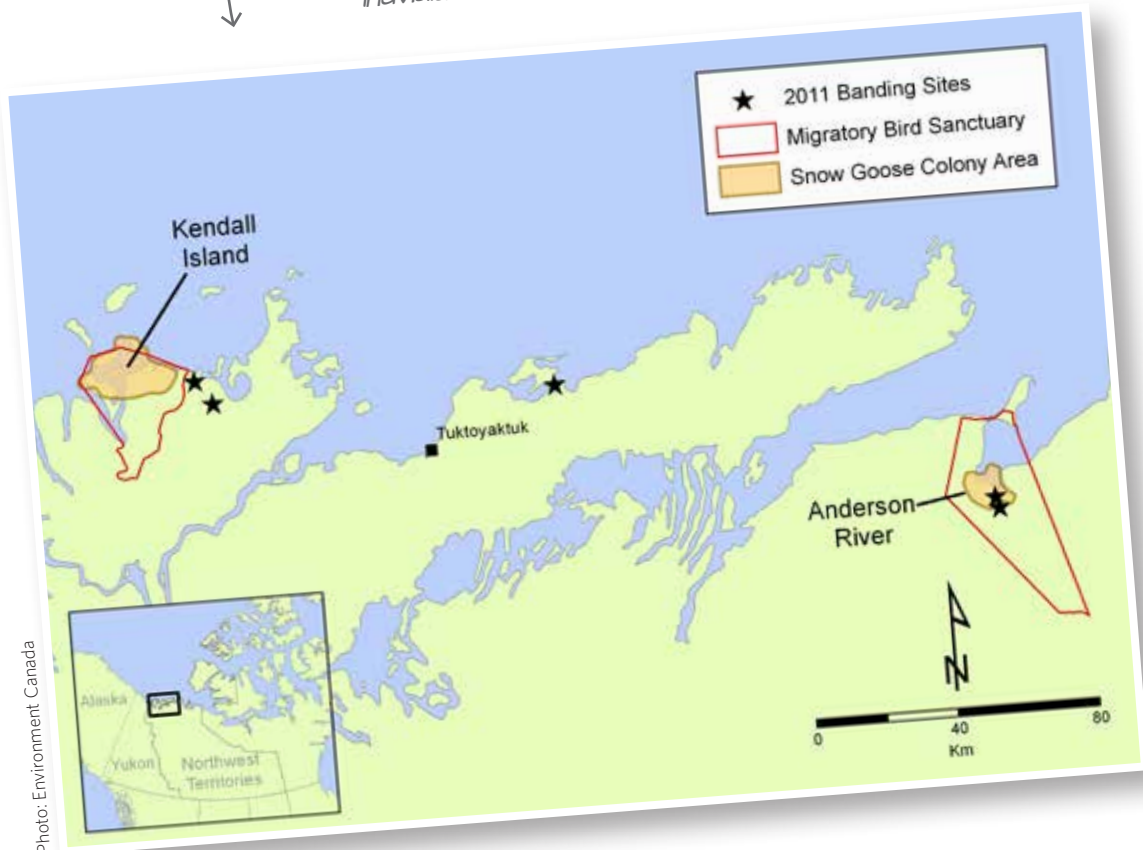 2011 Banding Sites
Migratory Bird Sanctuary
Snow Goose Colony Area
Kendall
Island
Tuktoyaktuk
Anderson
River
N
0
40
80
Km
Alaska
Yukon
Northwest
Territories
Photo: Environment Canada